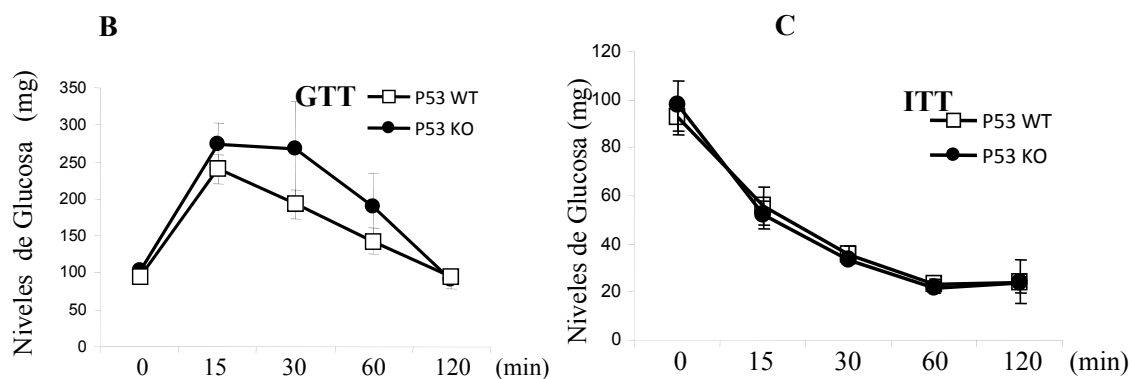 B
Niveles de Glucosa (mg)
350
300
250
200
150
100
50
0
GTT
P53 WT
P53 KO
0 15 30 60 120 (min)
C
Niveles de Glucosa (mg)
120
100
80
60
40
20
0
ITT
P53 WT
P53 KO
0 15 30 60 120 (min)